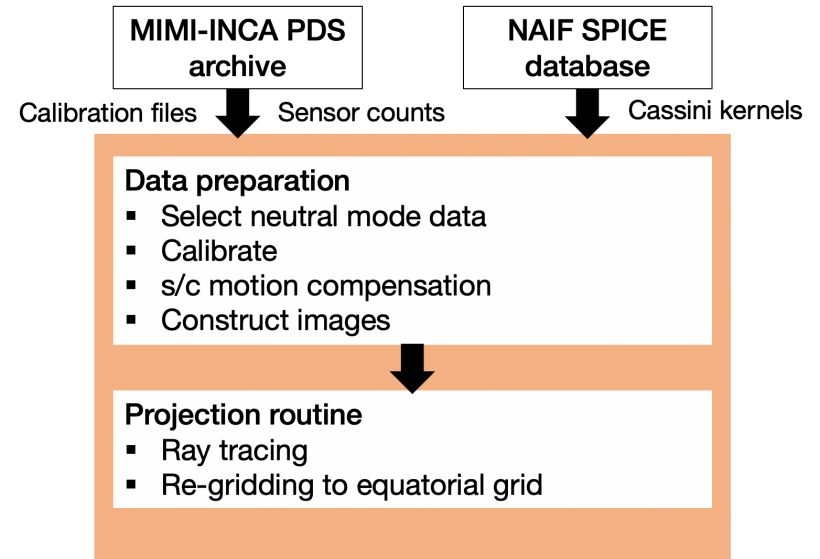 MIMI-INCA PDS
archive
NAIF SPICE
database
Calibration files
Sensor counts
Cassini kernels
Data preparation
▪ Select neutral mode data
▪ Calibrate
▪ s/c motion compensation
▪ Construct images
Projection routine
▪ Ray tracing
▪ Re-gridding to equatorial grid